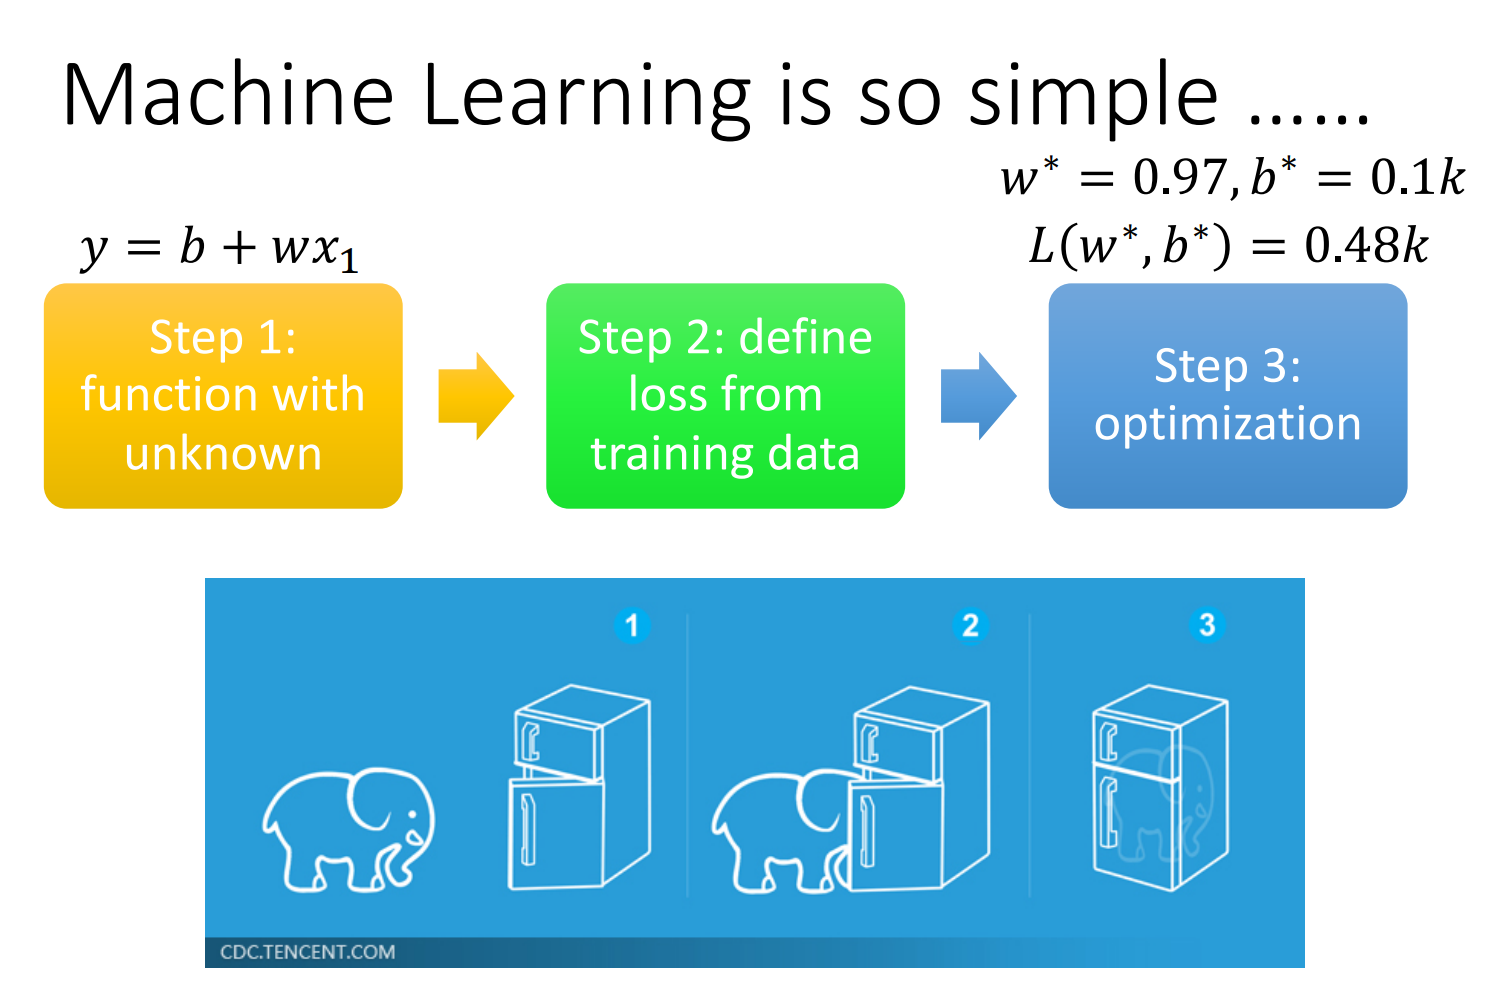 Machine Learning is so simple ……
w* = 0.97, b* = 0.1k
y = b + wx₁
L(w*, b*) = 0.48k
Step 1:
function with
unknown
Step 2: define
loss from
training data
Step 3:
optimization
1
2
3
CDC.TENCENT.COM